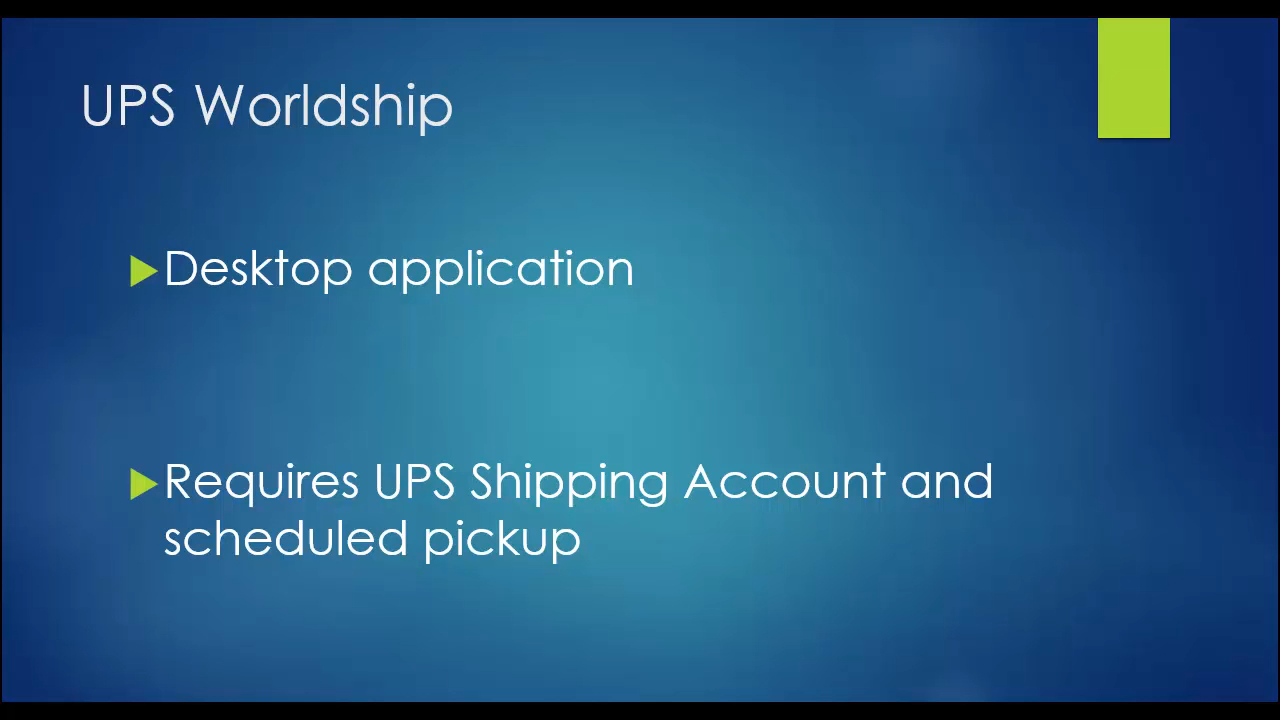 UPS Worldship
Desktop application
Requires UPS Shipping Account and
scheduled pickup